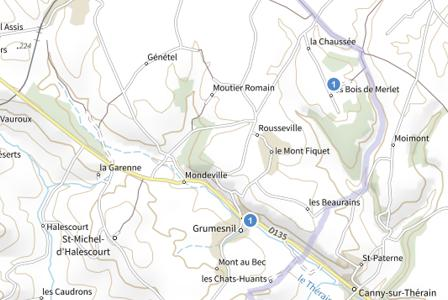 l Assis
la Chaussée
ers
224
Génétel
Moutier Romain
1
s Bois de Merlet
Vauroux
Rousseville
Moimont
le Mont Fiquet
éserts
la Garenne
Mondeville
les Beaurains
1
Halescourt
Grumesnil
D135
St-Michel-
d'Halescourt
Mont au Bec
St-Paterne
les Chats-Huants
le Thérain
les Caudrons
Canny-sur-Thérain